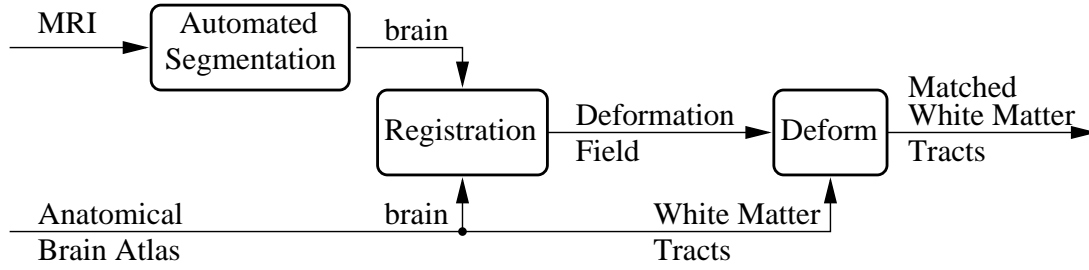 MRI
Automated
Segmentation
brain
Registration
Deformation
Field
Deform
Matched
White Matter
Tracts
Anatomical
Brain Atlas
brain
White Matter
Tracts